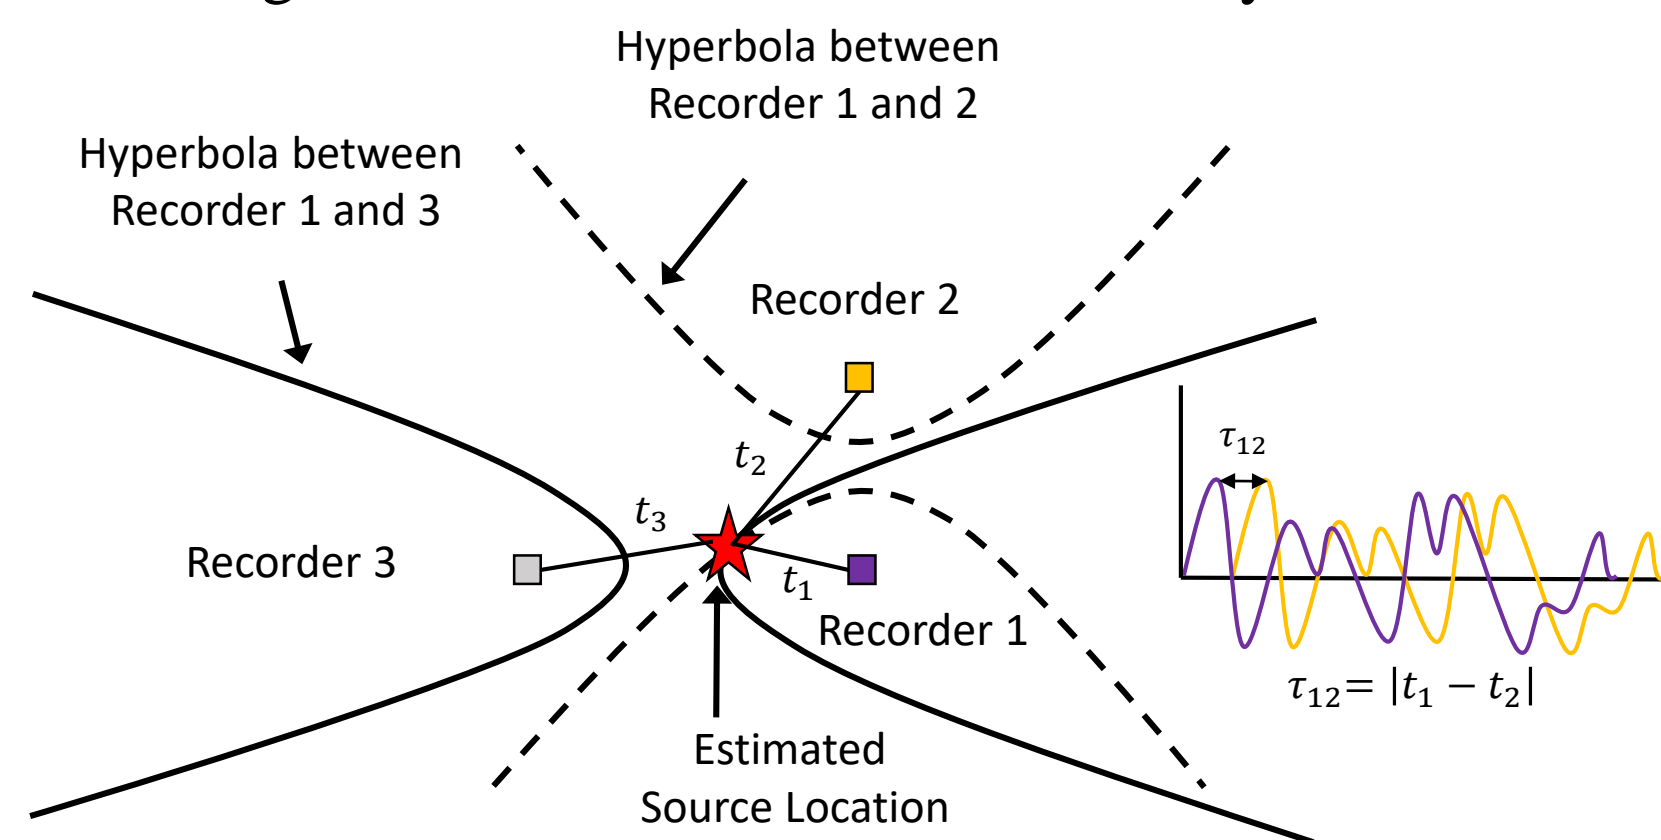 Hyperbola between
Recorder 1 and 2
Hyperbola between
Recorder 1 and 3
Recorder 2
τ₁₂
t₂
t₃
Recorder 3
t₁
Recorder 1
τ₁₂= |t₁ − t₂|
Estimated
Source Location